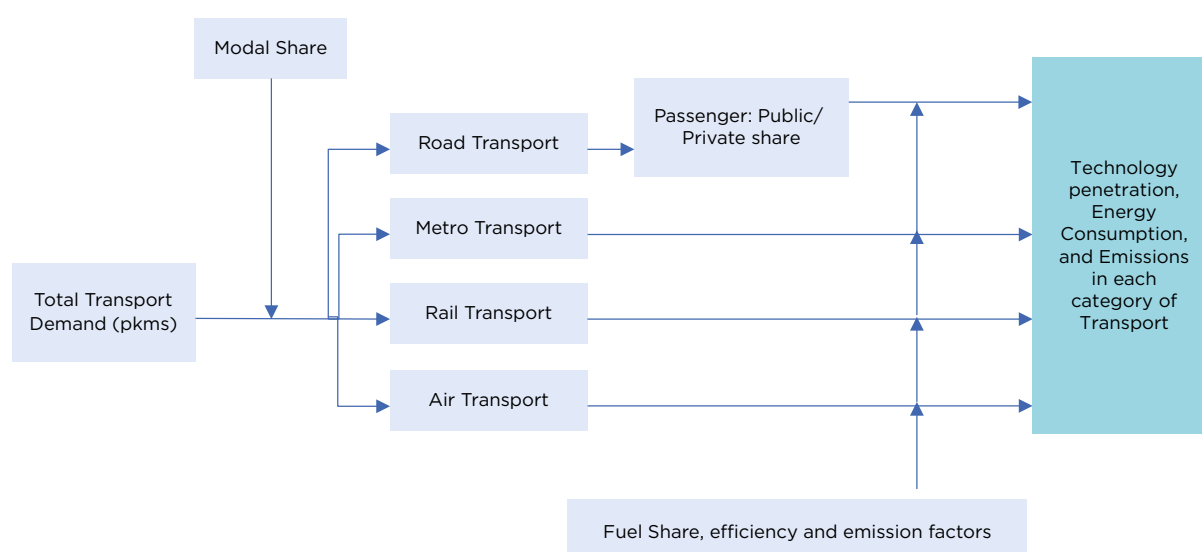 Modal Share
Road Transport
Passenger: Public/
Private share
Metro Transport
Total Transport
Demand (pkms)
Rail Transport
Air Transport
Technology
penetration,
Energy
Consumption,
and Emissions
in each
category of
Transport
Fuel Share, efficiency and emission factors